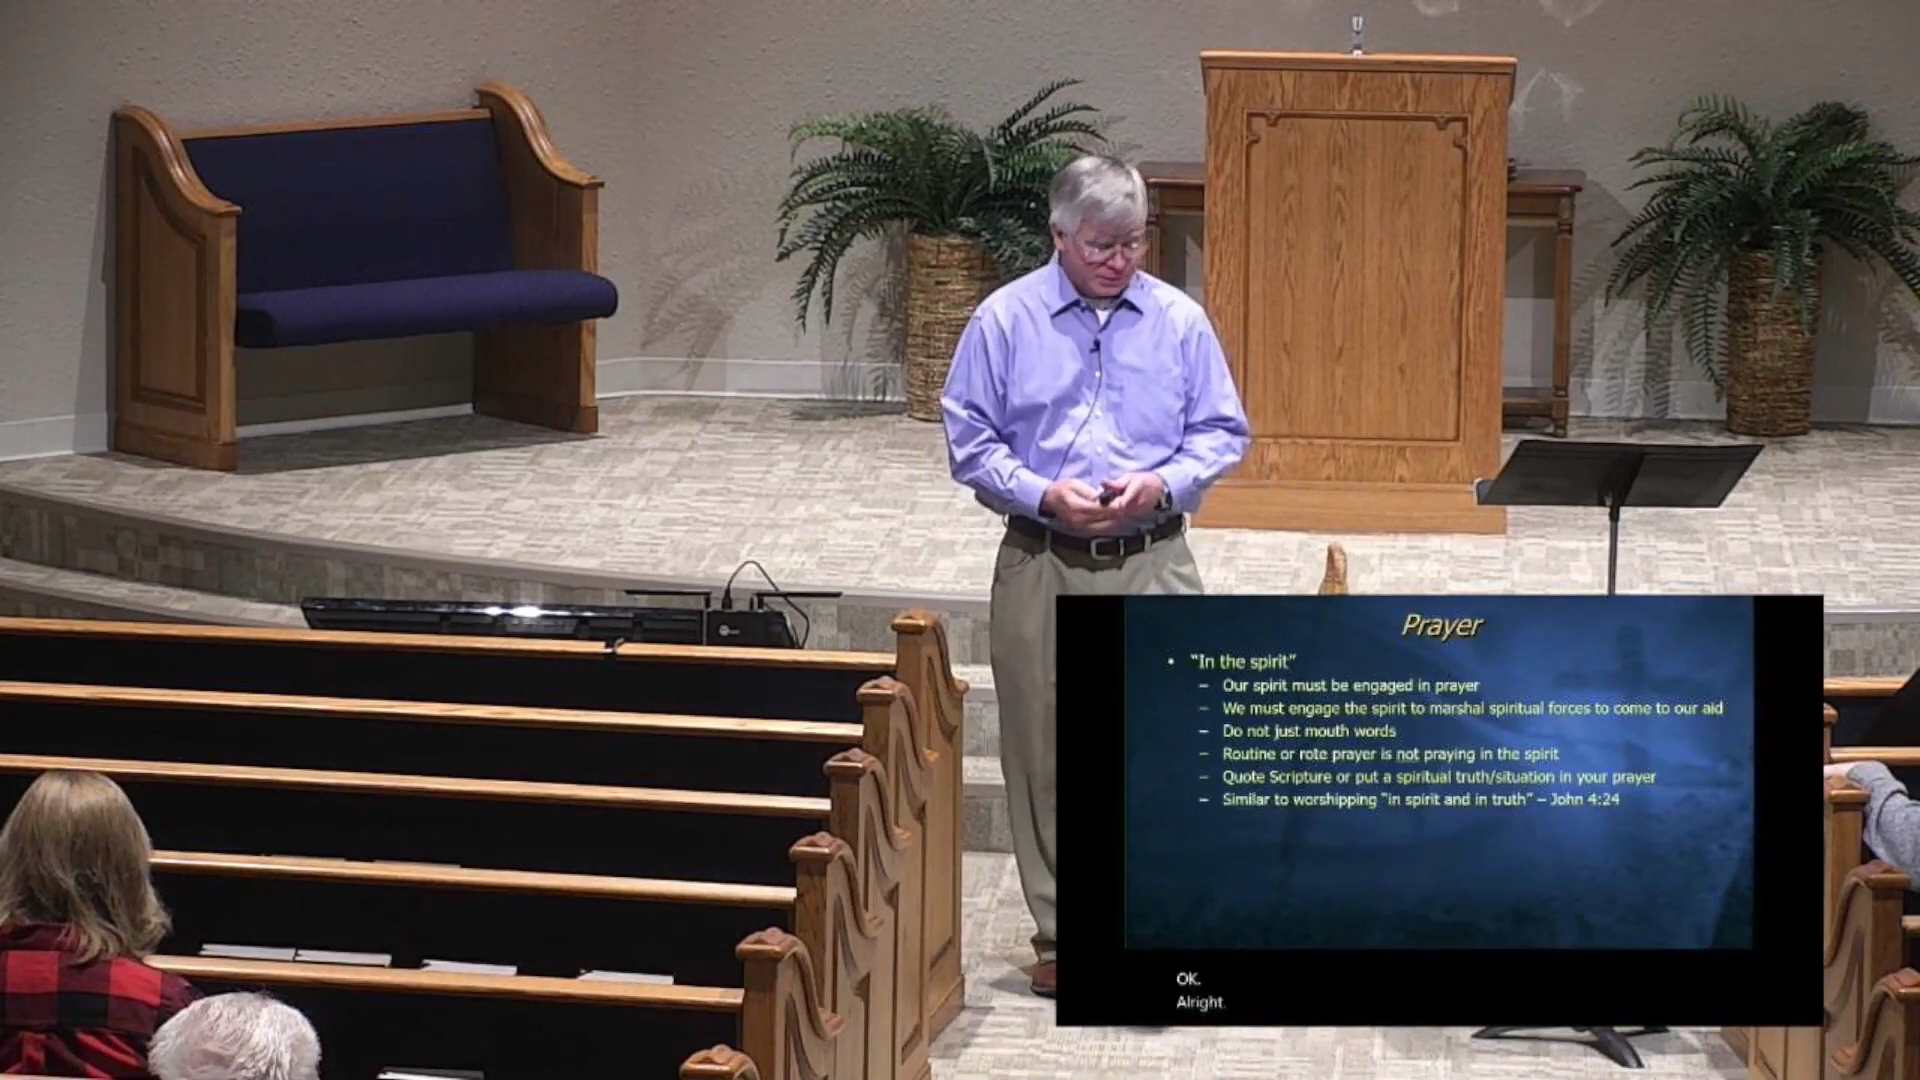 Prayer
• “In the spirit”
– Our spirit must be engaged in prayer
– We must engage the spirit to marshal spiritual forces to come to our aid
– Do not just mouth words
– Routine or rote prayer is not praying in the spirit
– Quote Scripture or put a spiritual truth/situation in your prayer
– Similar to worshipping “in spirit and in truth” – John 4:24
OK.
Alright.